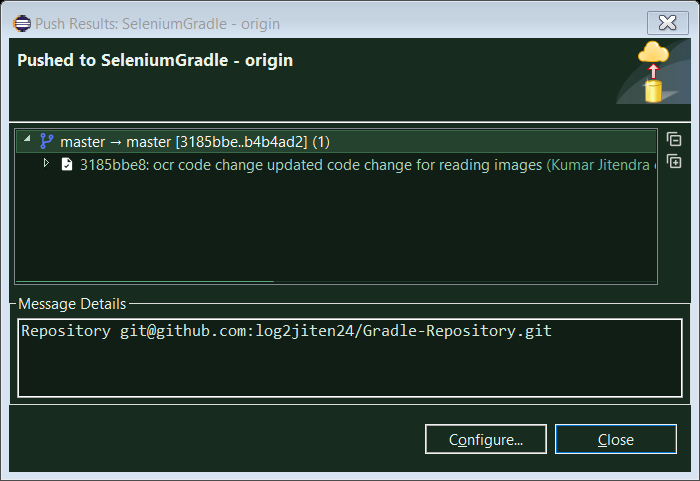 Push Results: SeleniumGradle - origin
Pushed to SeleniumGradle - origin
master → master [3185bbe..b4b4ad2] (1)
3185bbe8: ocr code change updated code change for reading images (Kumar Jitendra
Message Details
Repository git@github.com:log2jiten24/Gradle-Repository.git
Configure...
Close